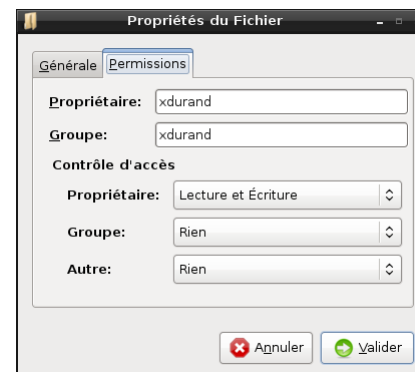 Propriétés du Fichier
Générale Permissions
Propriétaire: xdurand
Groupe: xdurand
Contrôle d'accès
Propriétaire: Lecture et Écriture
Groupe: Rien
Autre: Rien
Annuler Valider